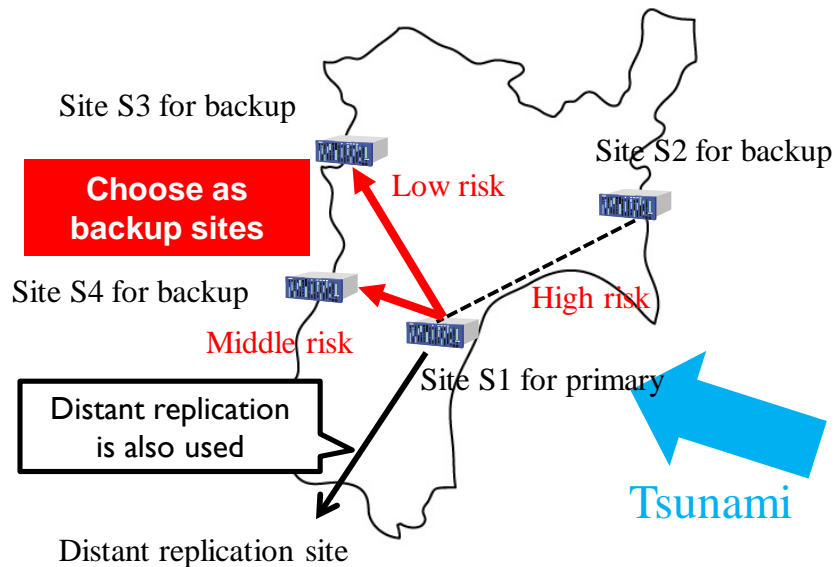 Site S3 for backup
Site S2 for backup
Choose as
backup sites
Low risk
Site S4 for backup
High risk
Middle risk
Site S1 for primary
Distant replication
is also used
Tsunami
Distant replication site